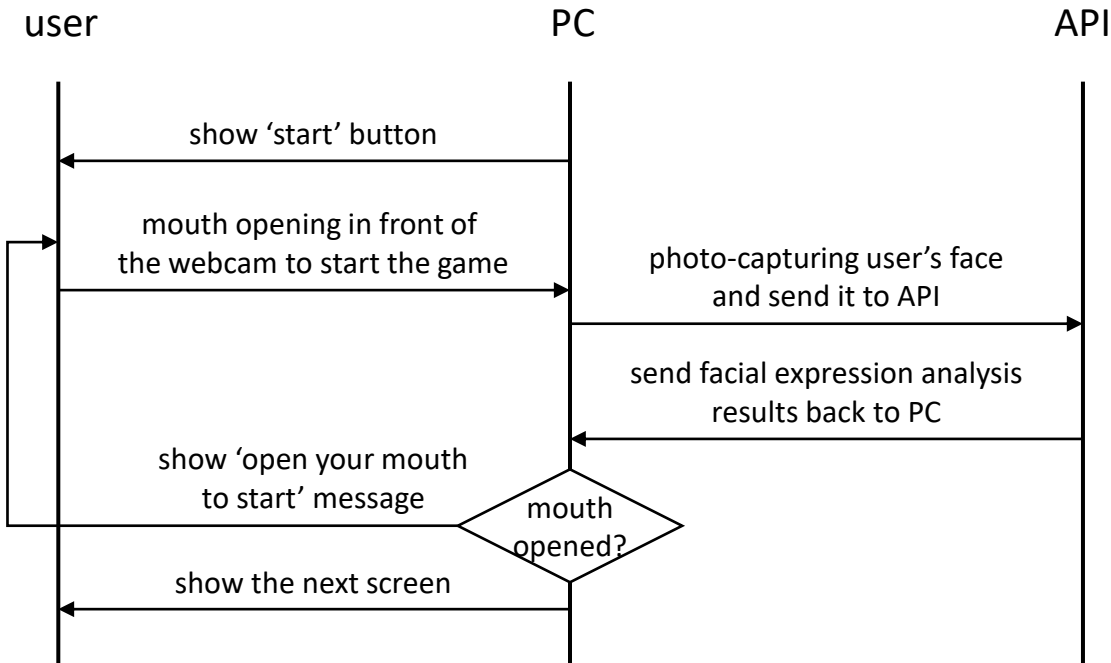 user
PC
API
show ‘start’ button
mouth opening in front of
the webcam to start the game
photo-capturing user’s face
and send it to API
send facial expression analysis
results back to PC
show ‘open your mouth
to start’ message
mouth
opened?
show the next screen